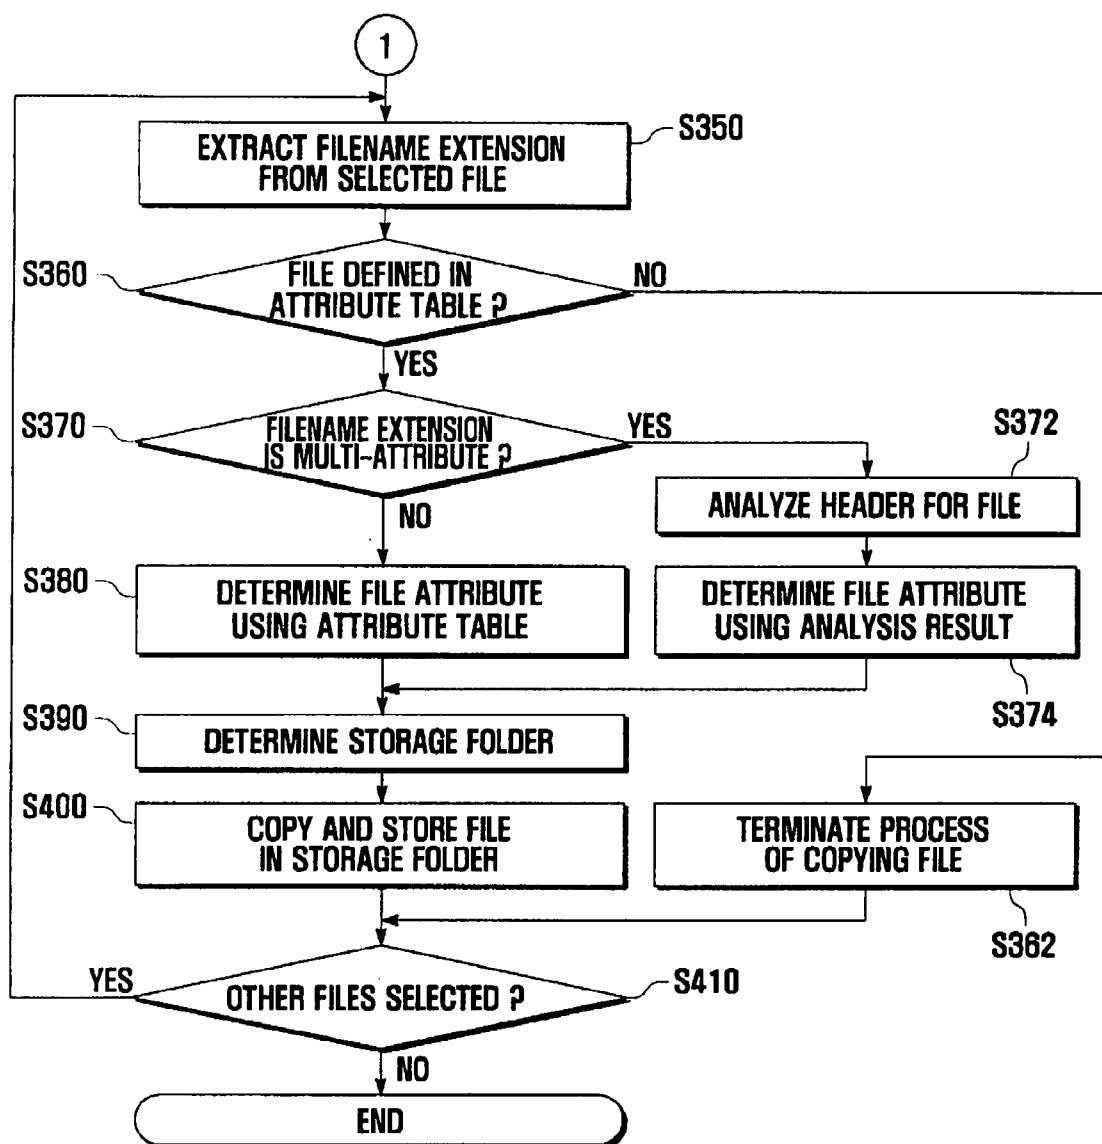 1
EXTRACT FILENAME EXTENSION
FROM SELECTED FILE
S350
S360
FILE DEFINED IN
ATTRIBUTE TABLE ?
NO
YES
S370
FILENAME EXTENSION
IS MULTI-ATTRIBUTE ?
YES
NO
S372
ANALYZE HEADER FOR FILE
S380
DETERMINE FILE ATTRIBUTE
USING ATTRIBUTE TABLE
DETERMINE FILE ATTRIBUTE
USING ANALYSIS RESULT
S374
S390
DETERMINE STORAGE FOLDER
S400
COPY AND STORE FILE
IN STORAGE FOLDER
TERMINATE PROCESS
OF COPYING FILE
S362
YES
OTHER FILES SELECTED ?
S410
NO
END